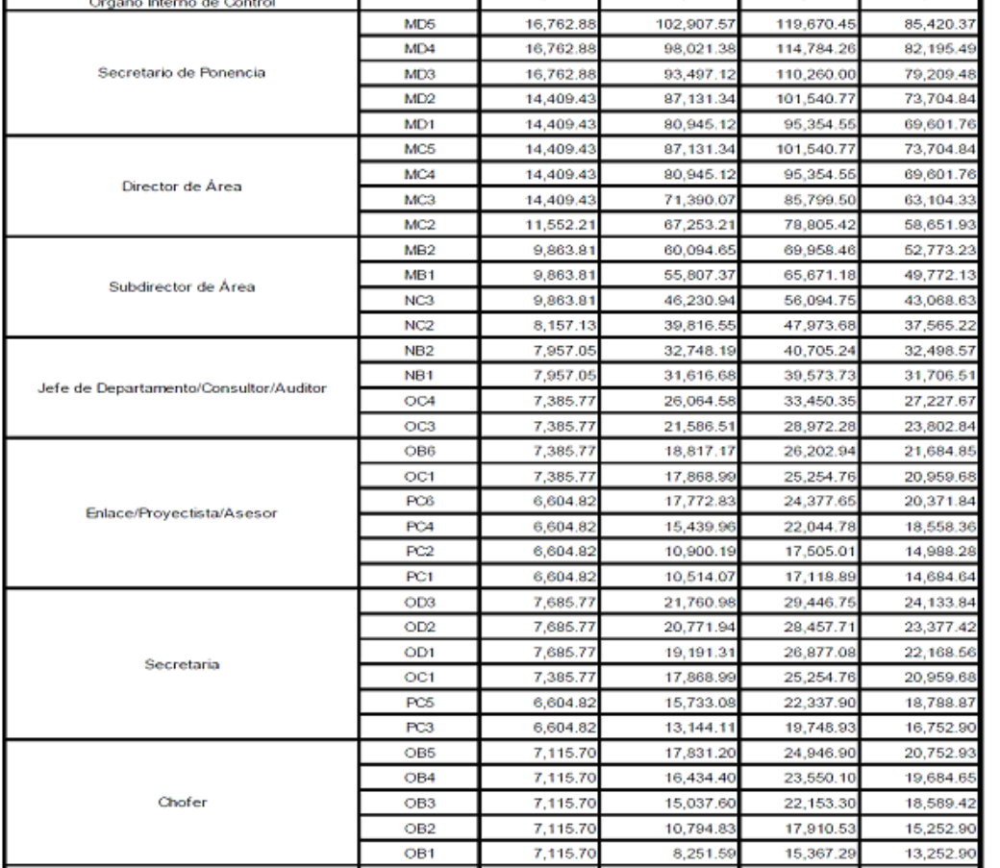 Órgano Interno de Control
MD5 16,762.88 102,907.57 119,670.45 85,420.37
MD4 16,762.88 98,021.38 114,784.26 82,195.49
Secretario de Ponencia MD3 16,762.88 93,497.12 110,260.00 79,209.48
MD2 14,409.43 87,131.34 101,540.77 73,704.84
MD1 14,409.43 80,945.12 95,354.55 69,601.76
MC5 14,409.43 87,131.34 101,540.77 73,704.84
Director de Área MC4 14,409.43 80,945.12 95,354.55 69,601.76
MC3 14,409.43 71,390.07 85,799.50 63,104.33
MC2 11,552.21 67,253.21 78,805.42 58,651.93
MB2 9,863.81 60,094.65 69,958.46 52,773.23
Subdirector de Área MB1 9,863.81 55,807.37 65,671.18 49,772.13
NC3 9,863.81 46,230.94 56,094.75 43,068.63
NC2 8,157.13 39,816.55 47,973.68 37,565.22
NB2 7,957.05 32,748.19 40,705.24 32,498.57
Jefe de Departamento/Consultor/Auditor NB1 7,957.05 31,616.68 39,573.73 31,706.51
OC4 7,385.77 26,064.58 33,450.35 27,227.67
OC3 7,385.77 21,586.51 28,972.28 23,802.84
OB6 7,385.77 18,817.17 26,202.94 21,684.85
OC1 7,385.77 17,868.99 25,254.76 20,959.68
Enlace/Proyectista/Asesor PC6 6,604.82 17,772.83 24,377.65 20,371.84
PC4 6,604.82 15,439.96 22,044.78 18,558.36
PC2 6,604.82 10,900.19 17,505.01 14,988.28
PC1 6,604.82 10,514.07 17,118.89 14,684.64
OD3 7,685.77 21,760.98 29,446.75 24,133.84
OD2 7,685.77 20,771.94 28,457.71 23,377.42
Secretaria OD1 7,685.77 19,191.31 26,877.08 22,168.56
OC1 7,385.77 17,868.99 25,254.76 20,959.68
PC5 6,604.82 15,733.08 22,337.90 18,788.87
PC3 6,604.82 13,144.11 19,748.93 16,752.90
OB5 7,115.70 17,831.20 24,946.90 20,752.93
OB4 7,115.70 16,434.40 23,550.10 19,684.65
Chofer OB3 7,115.70 15,037.60 22,153.30 18,589.42
OB2 7,115.70 10,794.83 17,910.53 15,252.90
OB1 7,115.70 8,251.59 15,367.29 13,252.90